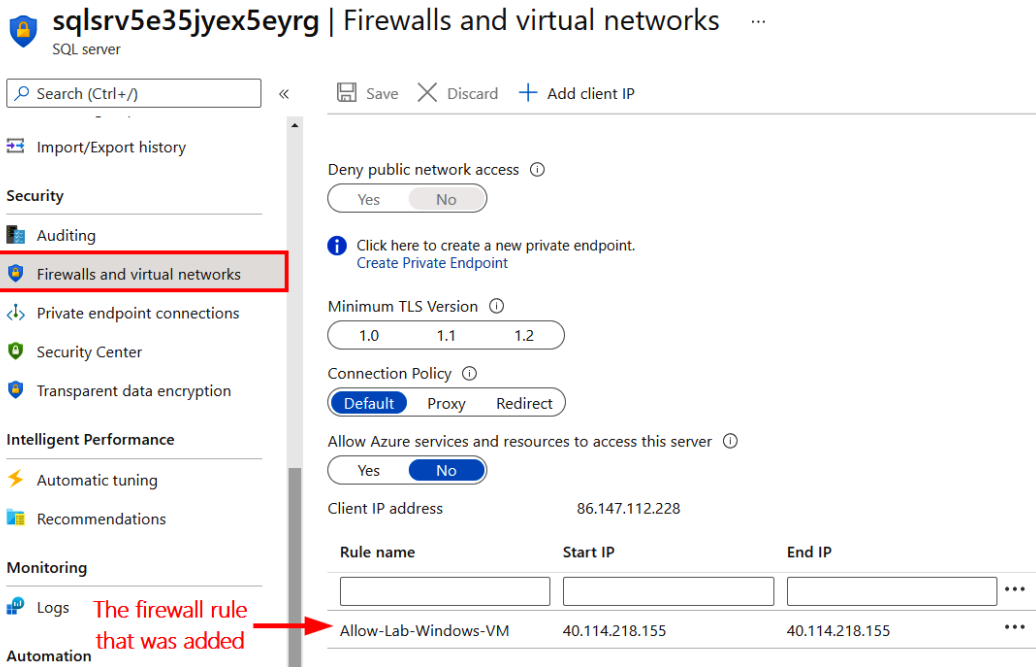 sqlsrv5e35jyex5eyrg | Firewalls and virtual networks ...
SQL server
Search (Ctrl+/)
«
Save
Discard
Add client IP
Import/Export history
Security
Auditing
Firewalls and virtual networks
Private endpoint connections
Security Center
Transparent data encryption
Intelligent Performance
Automatic tuning
Recommendations
Monitoring
Logs
Automation
The firewall rule
that was added
Deny public network access
Yes No
Click here to create a new private endpoint.
Create Private Endpoint
Minimum TLS Version
1.0 1.1 1.2
Connection Policy
Default Proxy Redirect
Allow Azure services and resources to access this server
Yes No
Client IP address 86.147.112.228
Rule name Start IP End IP
...
Allow-Lab-Windows-VM 40.114.218.155 40.114.218.155 ...